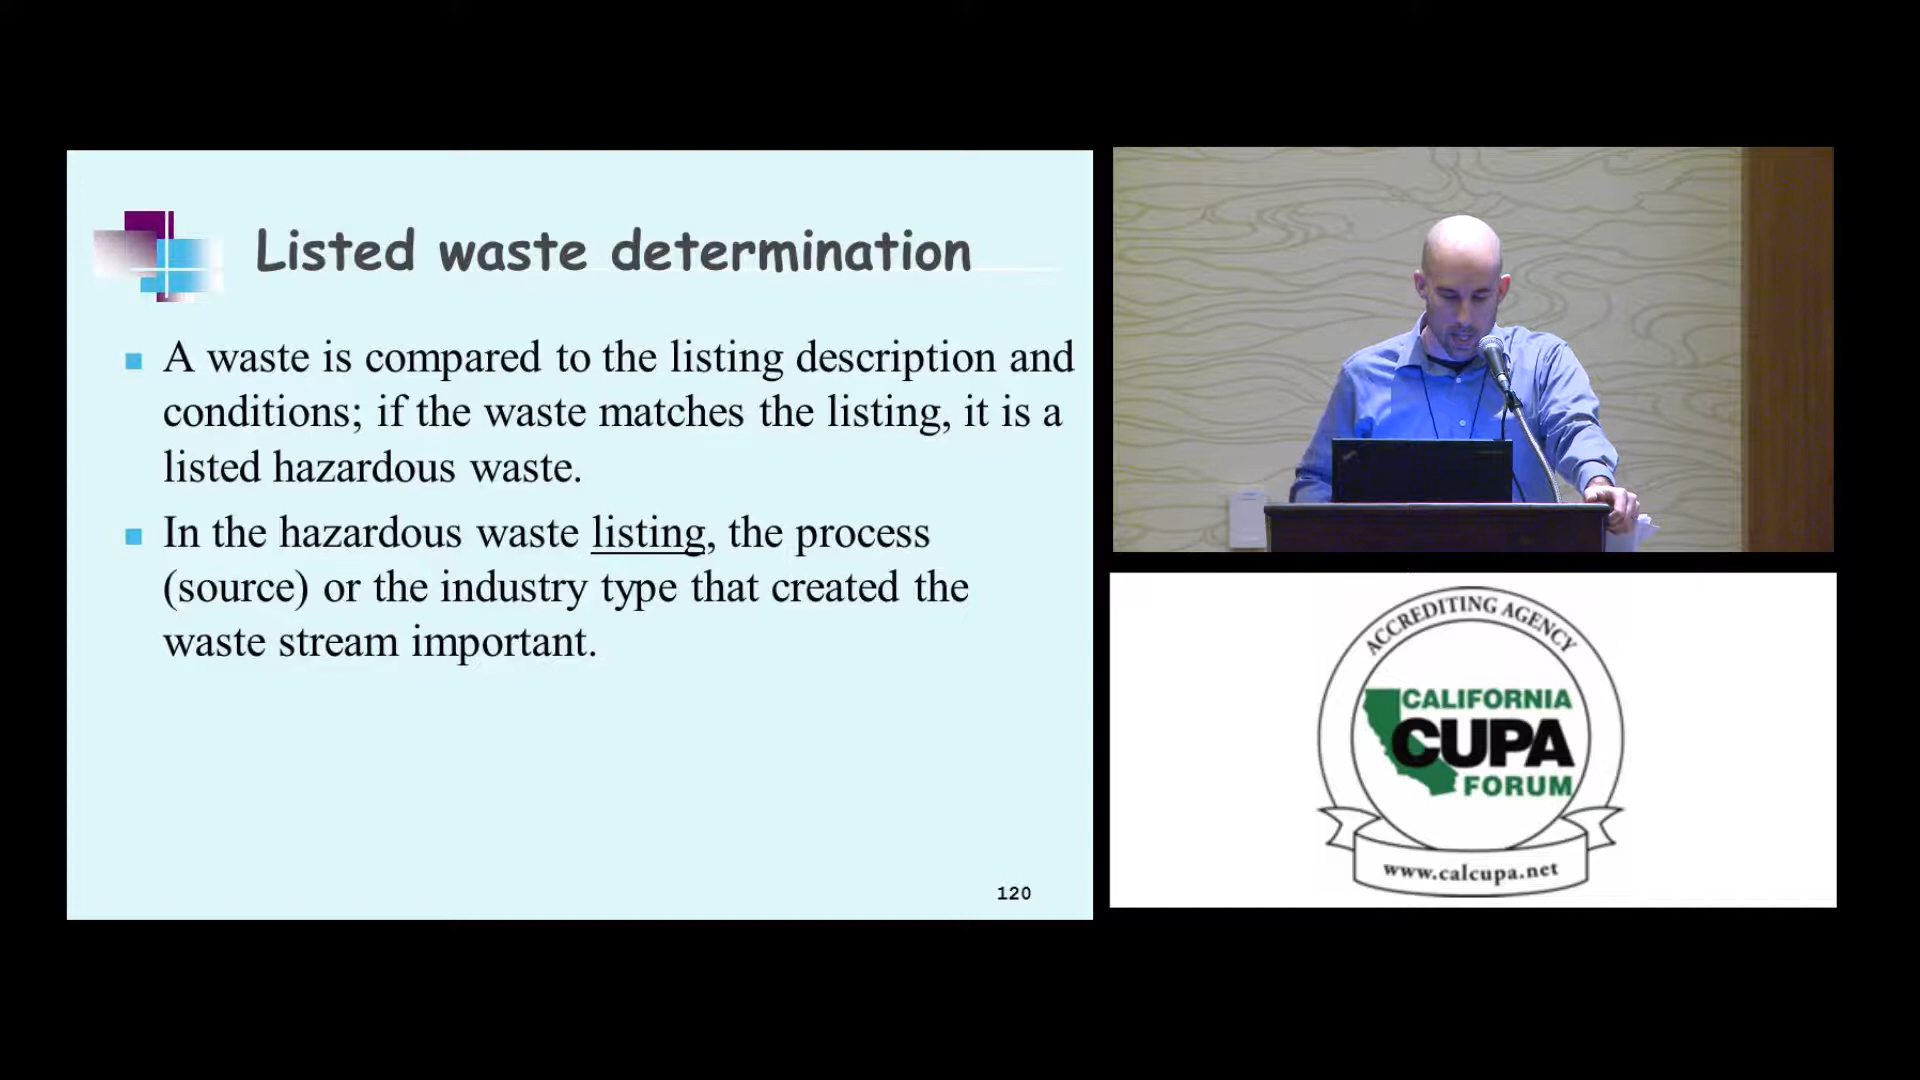 Listed waste determination
A waste is compared to the listing description and
conditions; if the waste matches the listing, it is a
listed hazardous waste.
In the hazardous waste listing, the process
(source) or the industry type that created the
waste stream important.
120
ACCREDITING AGENCY
CALIFORNIA
CUPA
FORUM
www.calcupa.net